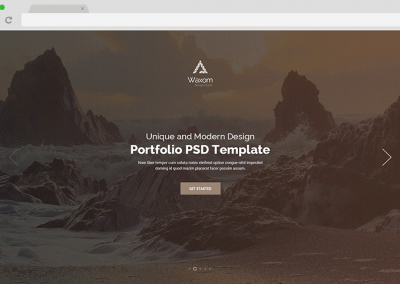 Waxom
Unique and Modern Design
Portfolio PSD Template
Nam liber tempor cum soluta nobis eleifend option congue nihil imperdiet
doming id quod mazim placerat facer possim assum.
GET STARTED